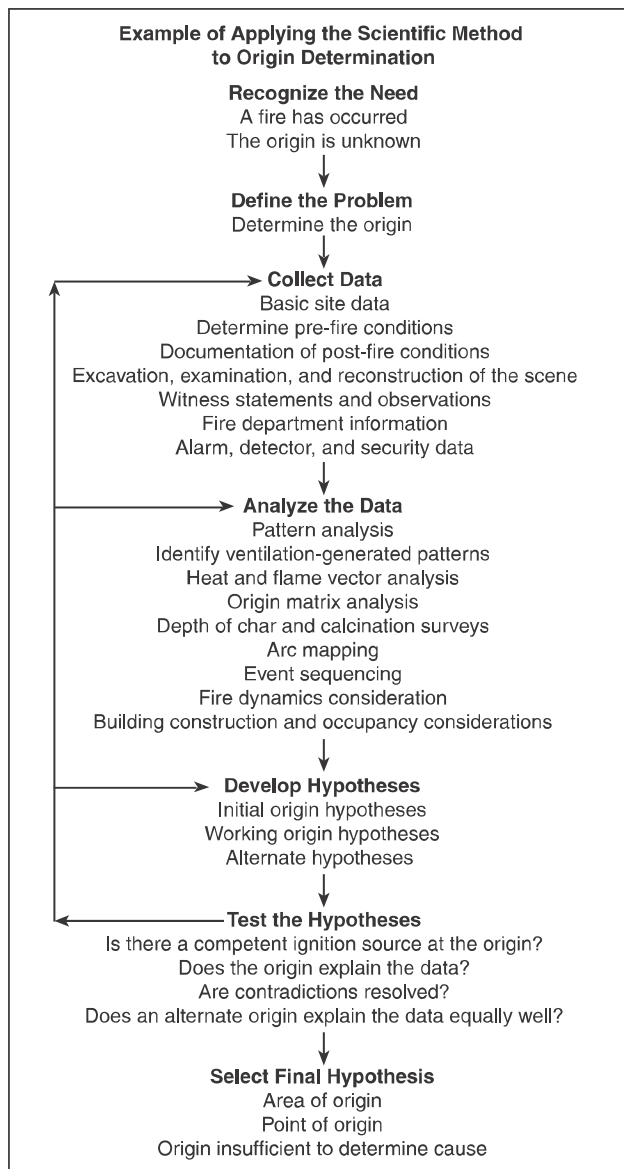 Example of Applying the Scientific Method
to Origin Determination
Recognize the Need
A fire has occurred
The origin is unknown
Define the Problem
Determine the origin
Collect Data
Basic site data
Determine pre-fire conditions
Documentation of post-fire conditions
Excavation, examination, and reconstruction of the scene
Witness statements and observations
Fire department information
Alarm, detector, and security data
Analyze the Data
Pattern analysis
Identify ventilation-generated patterns
Heat and flame vector analysis
Origin matrix analysis
Depth of char and calcination surveys
Arc mapping
Event sequencing
Fire dynamics consideration
Building construction and occupancy considerations
Develop Hypotheses
Initial origin hypotheses
Working origin hypotheses
Alternate hypotheses
Test the Hypotheses
Is there a competent ignition source at the origin?
Does the origin explain the data?
Are contradictions resolved?
Does an alternate origin explain the data equally well?
Select Final Hypothesis
Area of origin
Point of origin
Origin insufficient to determine cause